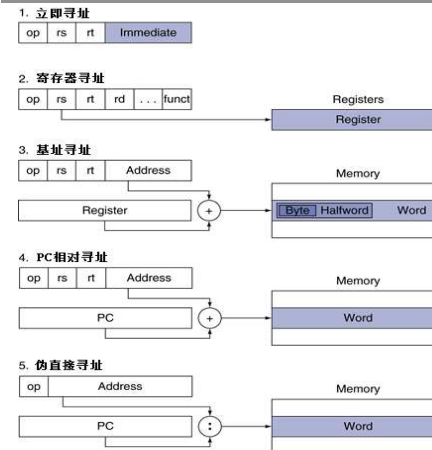 1. 立即寻址
op rs rt Immediate
2. 寄存器寻址
op rs rt rd ... funct
Registers
Register
3. 基址寻址
op rs rt Address
Memory
Register + Byte Halfword Word
4. PC相对寻址
op rs rt Address
Memory
PC + Word
5. 伪直接寻址
op Address
Memory
PC : Word